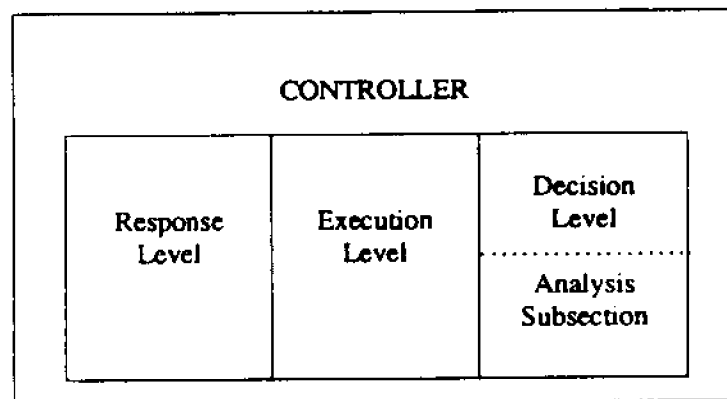 CONTROLLER
Response
Level
Execution
Level
Decision
Level
Analysis
Subsection